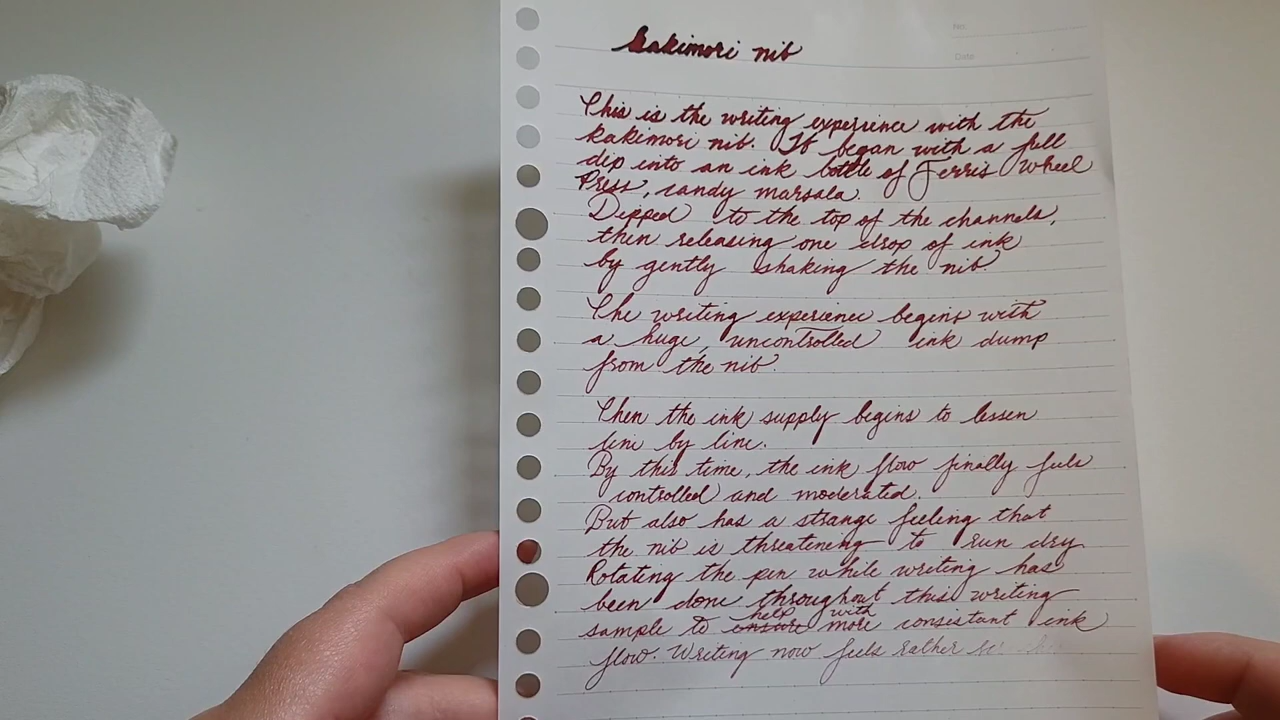 No.
Date
kakimori nib
This is the writing experience with the
kakimori nib. It began with a full
dip into an ink bottle of Ferris Wheel
Press, candy marsala.
Dipped to the top of the channels,
then releasing one drop of ink
by gently shaking the nib.
The writing experience begins with
a huge, uncontrolled ink dump
from the nib.
Then the ink supply begins to lessen
line by line.
By this time, the ink flow finally feels
controlled and moderated.
But also has a strange feeling that
the nib is threatening to run dry.
Rotating the pen while writing has
been done throughout this writing
help with
sample to ensure more consistant ink
flow. Writing now feels rather